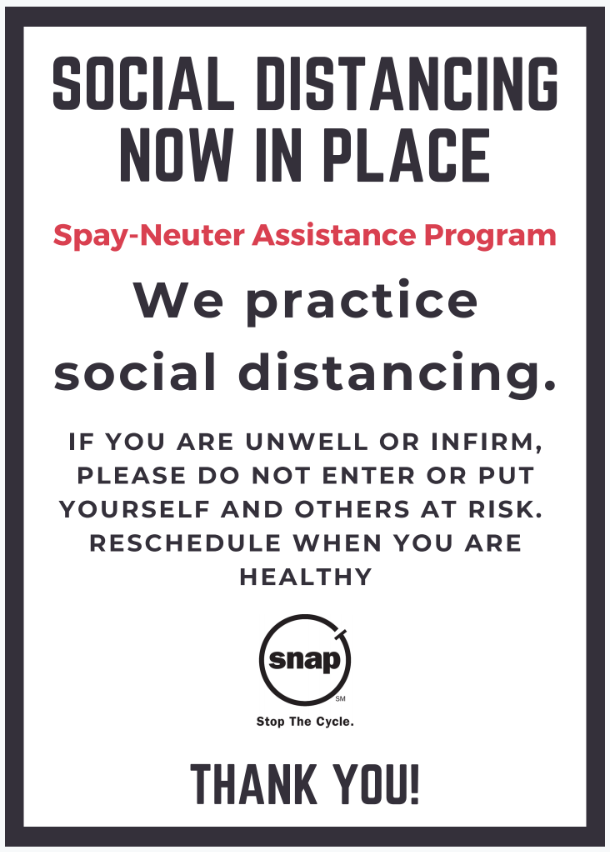 SOCIAL DISTANCING
NOW IN PLACE
Spay-Neuter Assistance Program
We practice
social distancing.
IF YOU ARE UNWELL OR INFIRM,
PLEASE DO NOT ENTER OR PUT
YOURSELF AND OTHERS AT RISK.
RESCHEDULE WHEN YOU ARE
HEALTHY
snap
SM
Stop The Cycle.
THANK YOU!